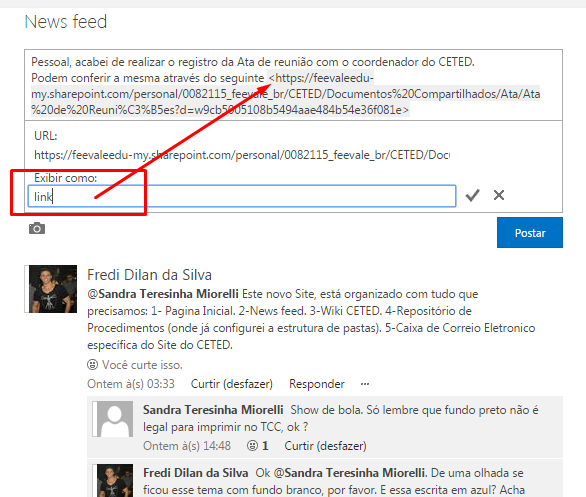 News feed
Pessoal, acabei de realizar o registro da Ata de reunião com o coordenador do CETED.
Podem conferir a mesma através do seguinte <https://feevaleedu-
my.sharepoint.com/personal/0082115_feevale_br/CETED/Documentos%20Compartilhados/Ata/Ata
%20de%20Reuni%C3%B5es?d=w9cb5005108b5494aae484b54e36f081e>
URL:
https://feevaleedu-my.sharepoint.com/personal/0082115_feevale_br/CETED/Docu
Exibir como:
link
Postar
Fredi Dilan da Silva
@Sandra Teresinha Miorelli Este novo Site, está organizado com tudo que
precisamos: 1- Pagina Inicial. 2-News feed. 3-Wiki CETED. 4-Repositório de
Procedimentos (onde já configurei a estrutura de pastas). 5-Caixa de Correio Eletronico
específica do Site do CETED.
Você curte isso.
Ontem à(s) 03:33 Curtir (desfazer) Responder ...
Sandra Teresinha Miorelli Show de bola. Só lembre que fundo preto não é
legal para imprimir no TCC, ok ?
Ontem à(s) 14:48 1 Curtir (desfazer)
Fredi Dilan da Silva Ok @Sandra Teresinha Miorelli. De uma olhada se
ficou esse tema com fundo branco, por favor. E essa escrita em azul? Acha